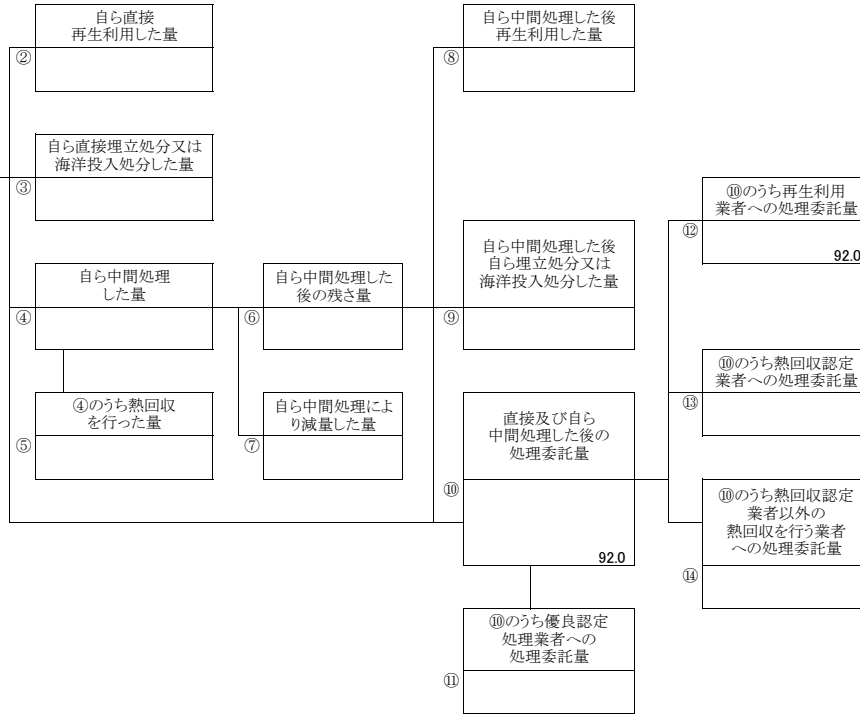 自ら直接
再生利用した量
②
自ら直接埋立処分又は
海洋投入処分した量
③
自ら中間処理
した量
④
④のうち熱回収
を行った量
⑤
自ら中間処理した
後の残さ量
⑥
自ら中間処理によ
り減量した量
⑦
自ら中間処理した後
再生利用した量
⑧
自ら中間処理した後
自ら埋立処分又は
海洋投入処分した量
⑨
直接及び自ら
中間処理した後の
処理委託量
⑩
92.0
⑩のうち優良認定
処理業者への
処理委託量
⑪
⑩のうち再生利用
業者への処理委託量
⑫
92.0
⑩のうち熱回収認定
業者への処理委託量
⑬
⑩のうち熱回収認定
業者以外の
熱回収を行う業者
への処理委託量
⑭